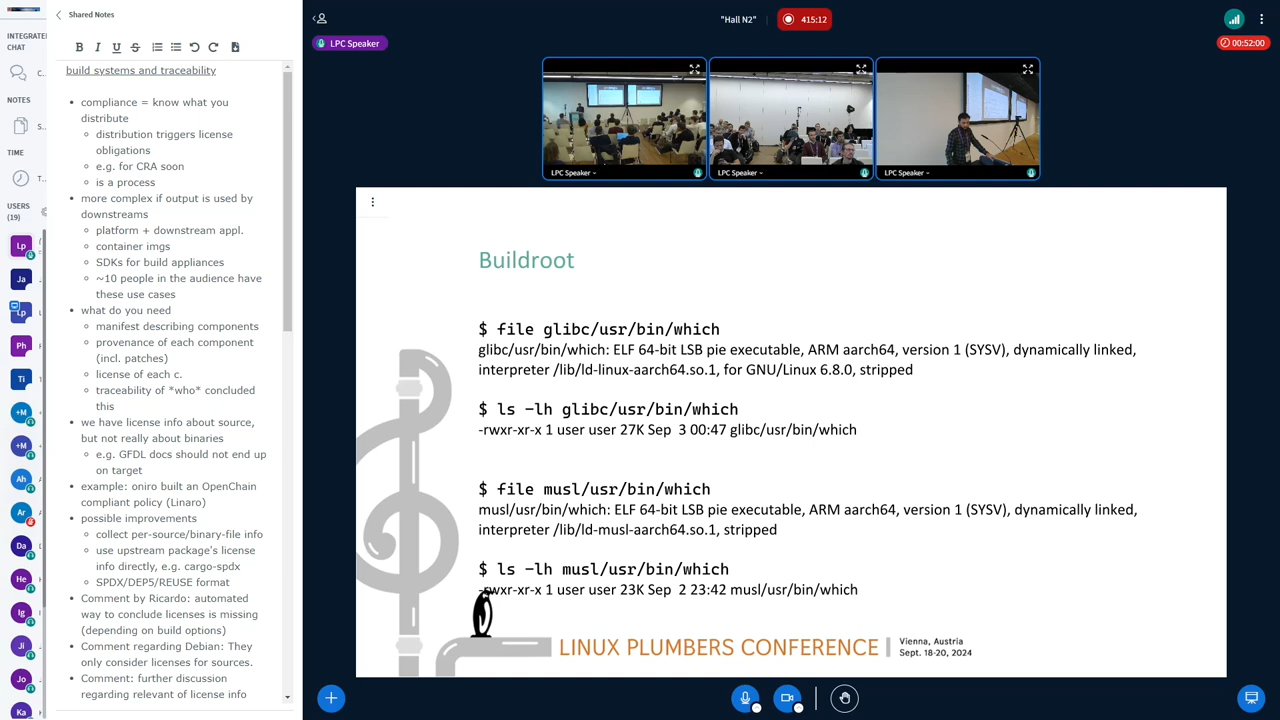 Shared Notes
INTEGRATE
CHAT
C..
NOTES
S..
TIME
T..
USERS
(19)
Lp
Ja
Lp
Ph
Ti
+M
+M
Ah
Ar
Da
He
Ig
Ji
Jo
Ka
build systems and traceability
compliance = know what you
distribute
distribution triggers license
obligations
e.g. for CRA soon
is a process
more complex if output is used by
downstreams
platform + downstream appl.
container imgs
SDKs for build appliances
~10 people in the audience have
these use cases
what do you need
manifest describing components
provenance of each component
(incl. patches)
license of each c.
traceability of *who* concluded
this
we have license info about source,
but not really about binaries
e.g. GFDL docs should not end up
on target
example: oniro built an OpenChain
compliant policy (Linaro)
possible improvements
collect per-source/binary-file info
use upstream package's license
info directly, e.g. cargo-spdx
SPDX/DEP5/REUSE format
Comment by Ricardo: automated
way to conclude licenses is missing
(depending on build options)
Comment regarding Debian: They
only consider licenses for sources.
Comment: further discussion
regarding relevant of license info
"Hall N2"
415:12
00:52:00
LPC Speaker
LPC Speaker
LPC Speaker
LPC Speaker
Buildroot
$ file glibc/usr/bin/which
glibc/usr/bin/which: ELF 64-bit LSB pie executable, ARM aarch64, version 1 (SYSV), dynamically linked,
interpreter /lib/ld-linux-aarch64.so.1, for GNU/Linux 6.8.0, stripped
$ ls -lh glibc/usr/bin/which
-rwxr-xr-x 1 user user 27K Sep 3 00:47 glibc/usr/bin/which
$ file musl/usr/bin/which
musl/usr/bin/which: ELF 64-bit LSB pie executable, ARM aarch64, version 1 (SYSV), dynamically linked,
interpreter /lib/ld-musl-aarch64.so.1, stripped
$ ls -lh musl/usr/bin/which
-rwxr-xr-x 1 user user 23K Sep 2 23:42 musl/usr/bin/which
LINUX PLUMBERS CONFERENCE
Vienna, Austria
Sept. 18-20, 2024